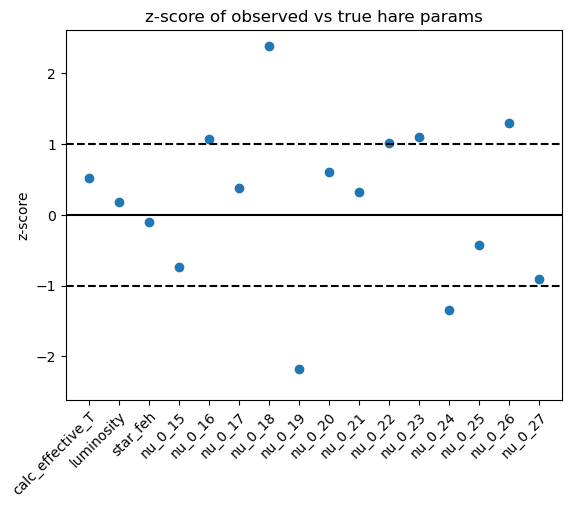 z-score of observed vs true hare params
z-score
2
1
0
−1
−2
calc_effective_T
luminosity
star_feh
nu_0_15
nu_0_16
nu_0_17
nu_0_18
nu_0_19
nu_0_20
nu_0_21
nu_0_22
nu_0_23
nu_0_24
nu_0_25
nu_0_26
nu_0_27